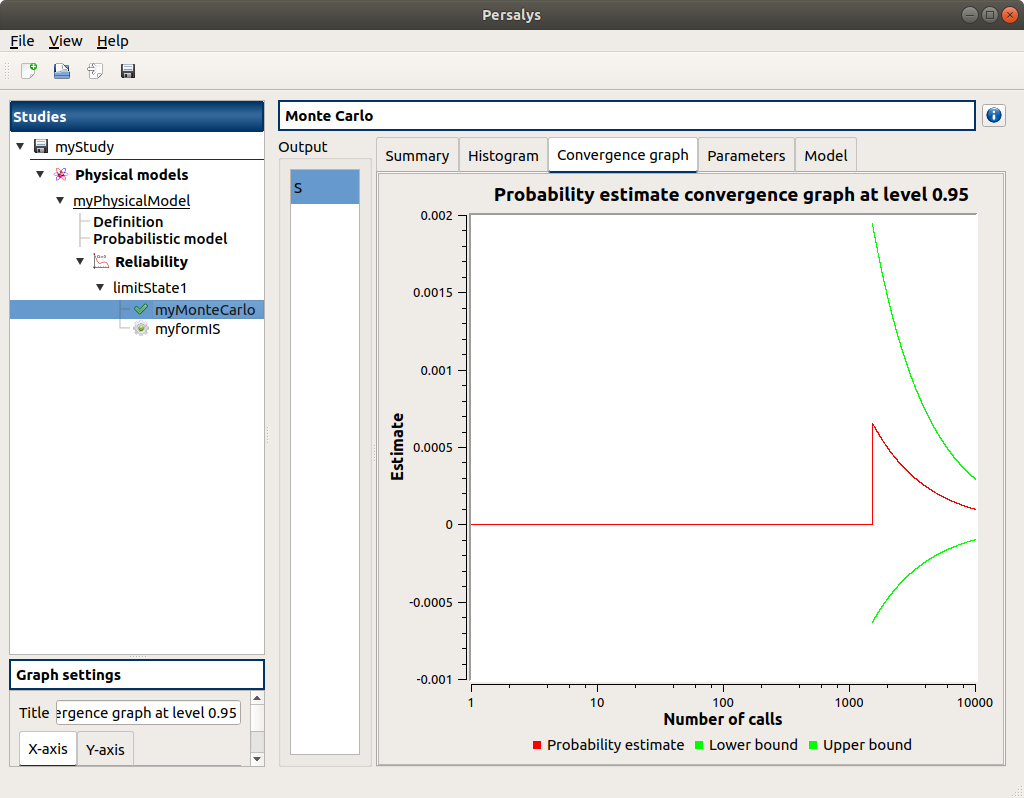 Persalys
File View Help
Studies
myStudy
Physical models
myPhysicalModel
Definition
Probabilistic model
Reliability
limitState1
myMonteCarlo
myformIS
Graph settings
Title ergence graph at level 0.95
X-axis Y-axis
Monte Carlo
Output
S
Summary Histogram Convergence graph Parameters Model
Probability estimate convergence graph at level 0.95
Estimate
0.002
0.0015
0.001
0.0005
0
-0.0005
-0.001
1 10 100 1000 10000
Number of calls
Probability estimate Lower bound Upper bound